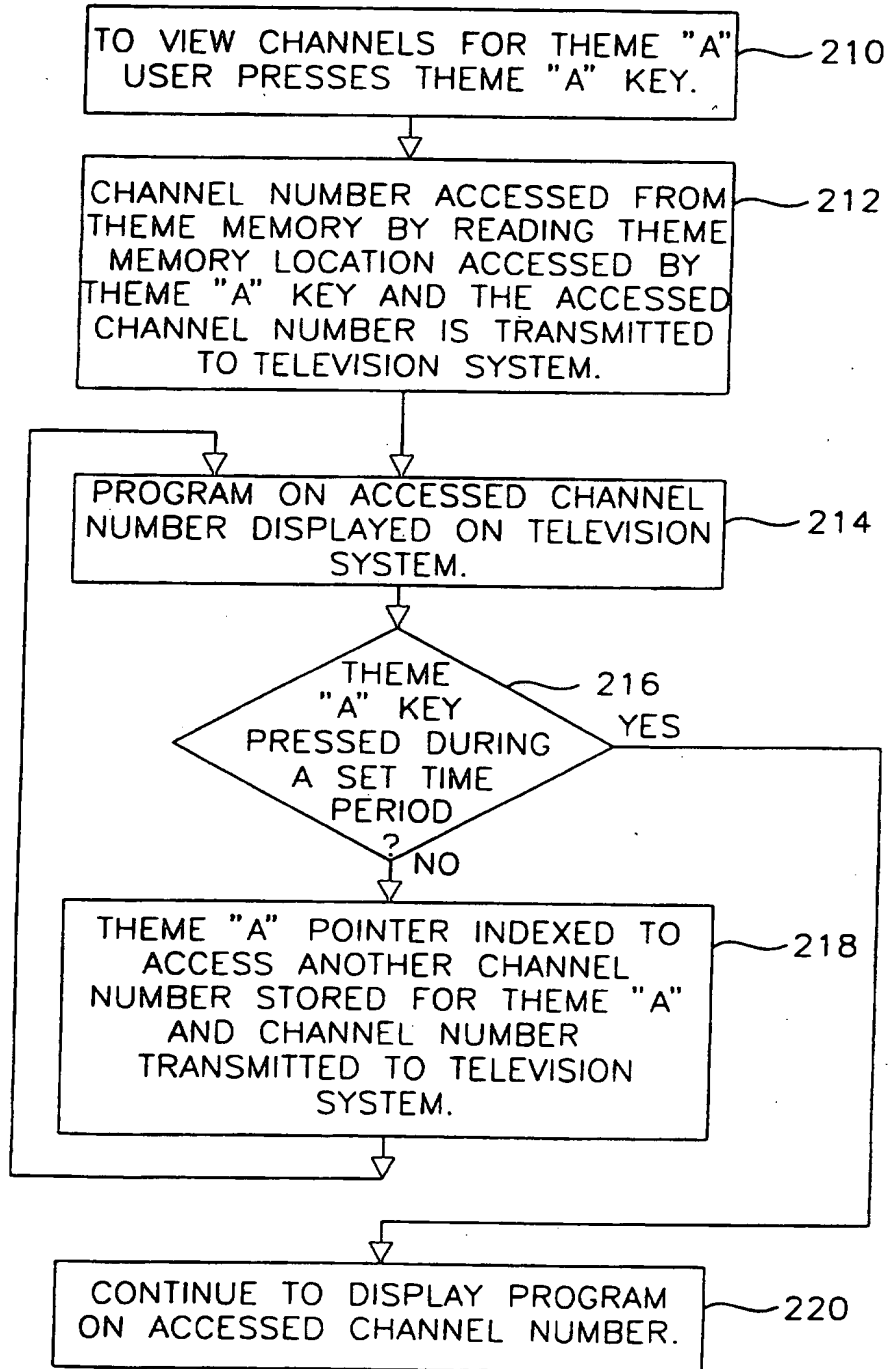 TO VIEW CHANNELS FOR THEME "A"
USER PRESSES THEME "A" KEY.
210
CHANNEL NUMBER ACCESSED FROM
THEME MEMORY BY READING THEME
MEMORY LOCATION ACCESSED BY
THEME "A" KEY AND THE ACCESSED
CHANNEL NUMBER IS TRANSMITTED
TO TELEVISION SYSTEM.
212
PROGRAM ON ACCESSED CHANNEL
NUMBER DISPLAYED ON TELEVISION
SYSTEM.
214
THEME
"A" KEY
PRESSED DURING
A SET TIME
PERIOD
?
216
YES
NO
THEME "A" POINTER INDEXED TO
ACCESS ANOTHER CHANNEL
NUMBER STORED FOR THEME "A"
AND CHANNEL NUMBER
TRANSMITTED TO TELEVISION
SYSTEM.
218
CONTINUE TO DISPLAY PROGRAM
ON ACCESSED CHANNEL NUMBER.
220